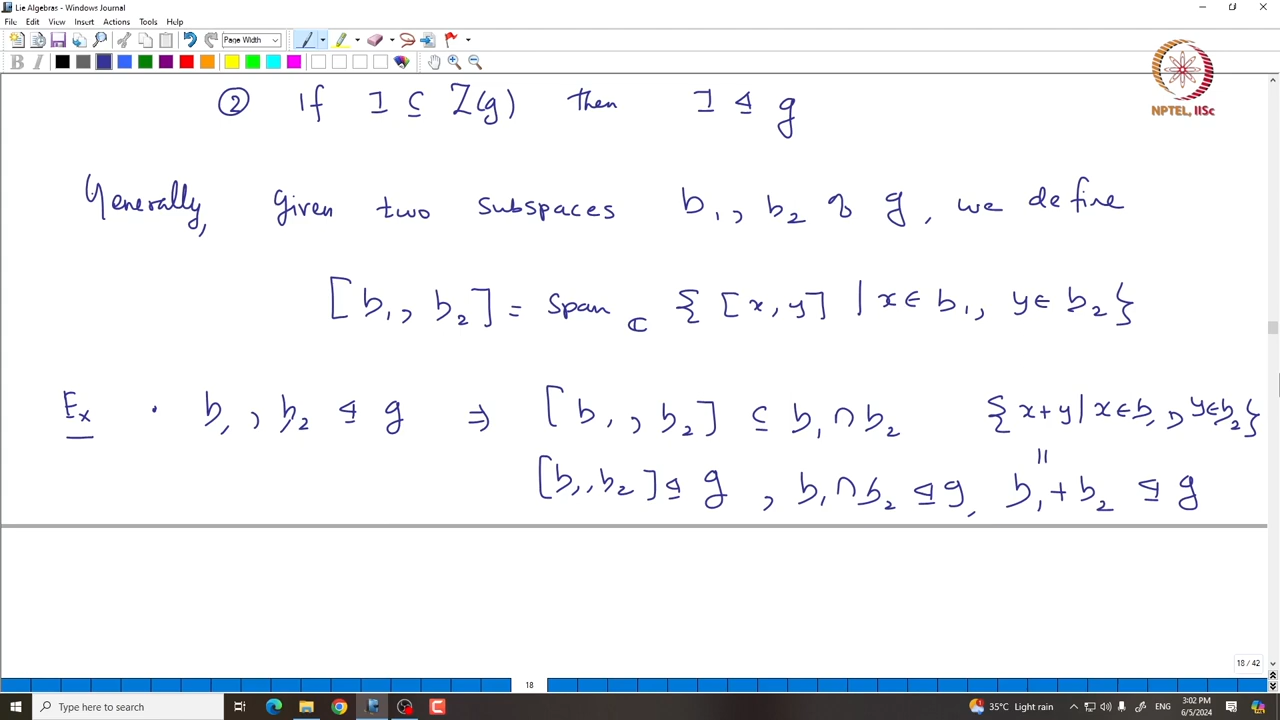 Lie Algebras - Windows Journal
File Edit View Insert Actions Tools Help
Page Width
B I
NPTEL, IISc
② If I ⊆ Z(g) then I ⊴ g
Generally, given two subspaces b₁, b₂ of g, we define
[b₁, b₂] = span_ℂ { [x, y] | x ∈ b₁, y ∈ b₂ }
Ex · b₁, b₂ ⊴ g ⇒ [b₁, b₂] ⊆ b₁ ∩ b₂ { x+y | x ∈ b₁, y ∈ b₂ }
||
[b₁, b₂] ⊴ g, b₁ ∩ b₂ ⊴ g, b₁ + b₂ ⊴ g
18 / 42
18
Type here to search
35°C Light rain
ENG
3:02 PM
6/5/2024